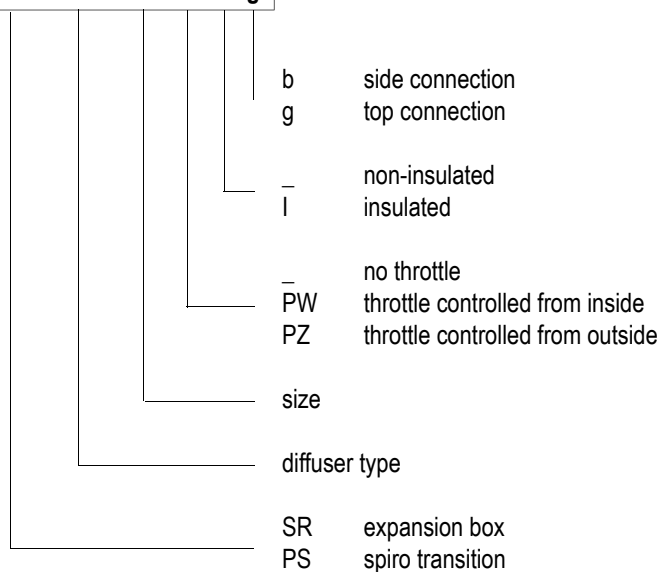 b side connection
g top connection
_ non-insulated
I insulated
_ no throttle
PW throttle controlled from inside
PZ throttle controlled from outside
size
diffuser type
SR expansion box
PS spiro transition